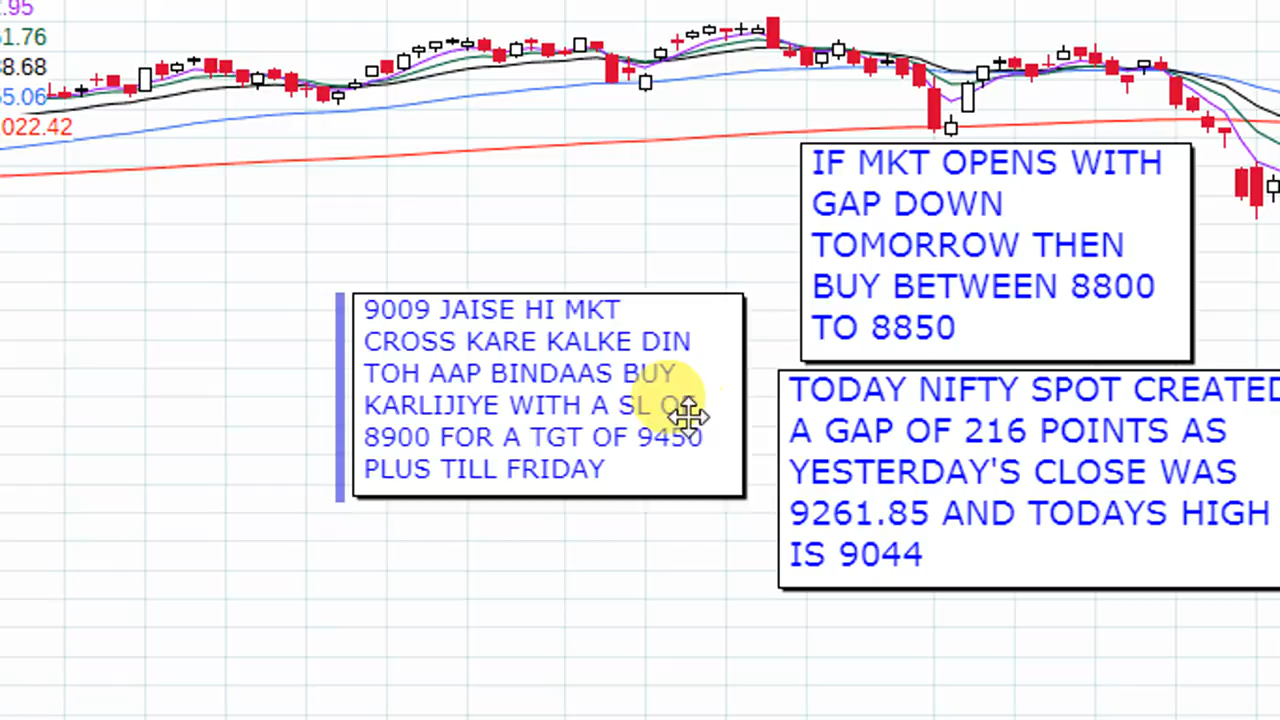 61.76
022.42
IF MKT OPENS WITH
GAP DOWN
TOMORROW THEN
BUY BETWEEN 8800
TO 8850
9009 JAISE HI MKT
CROSS KARE KALKE DIN
TOH AAP BINDAAS BUY
KARLIJIYE WITH A SL OF
8900 FOR A TGT OF 9450
PLUS TILL FRIDAY
TODAY NIFTY SPOT CREATED
A GAP OF 216 POINTS AS
YESTERDAY'S CLOSE WAS
9261.85 AND TODAYS HIGH
IS 9044